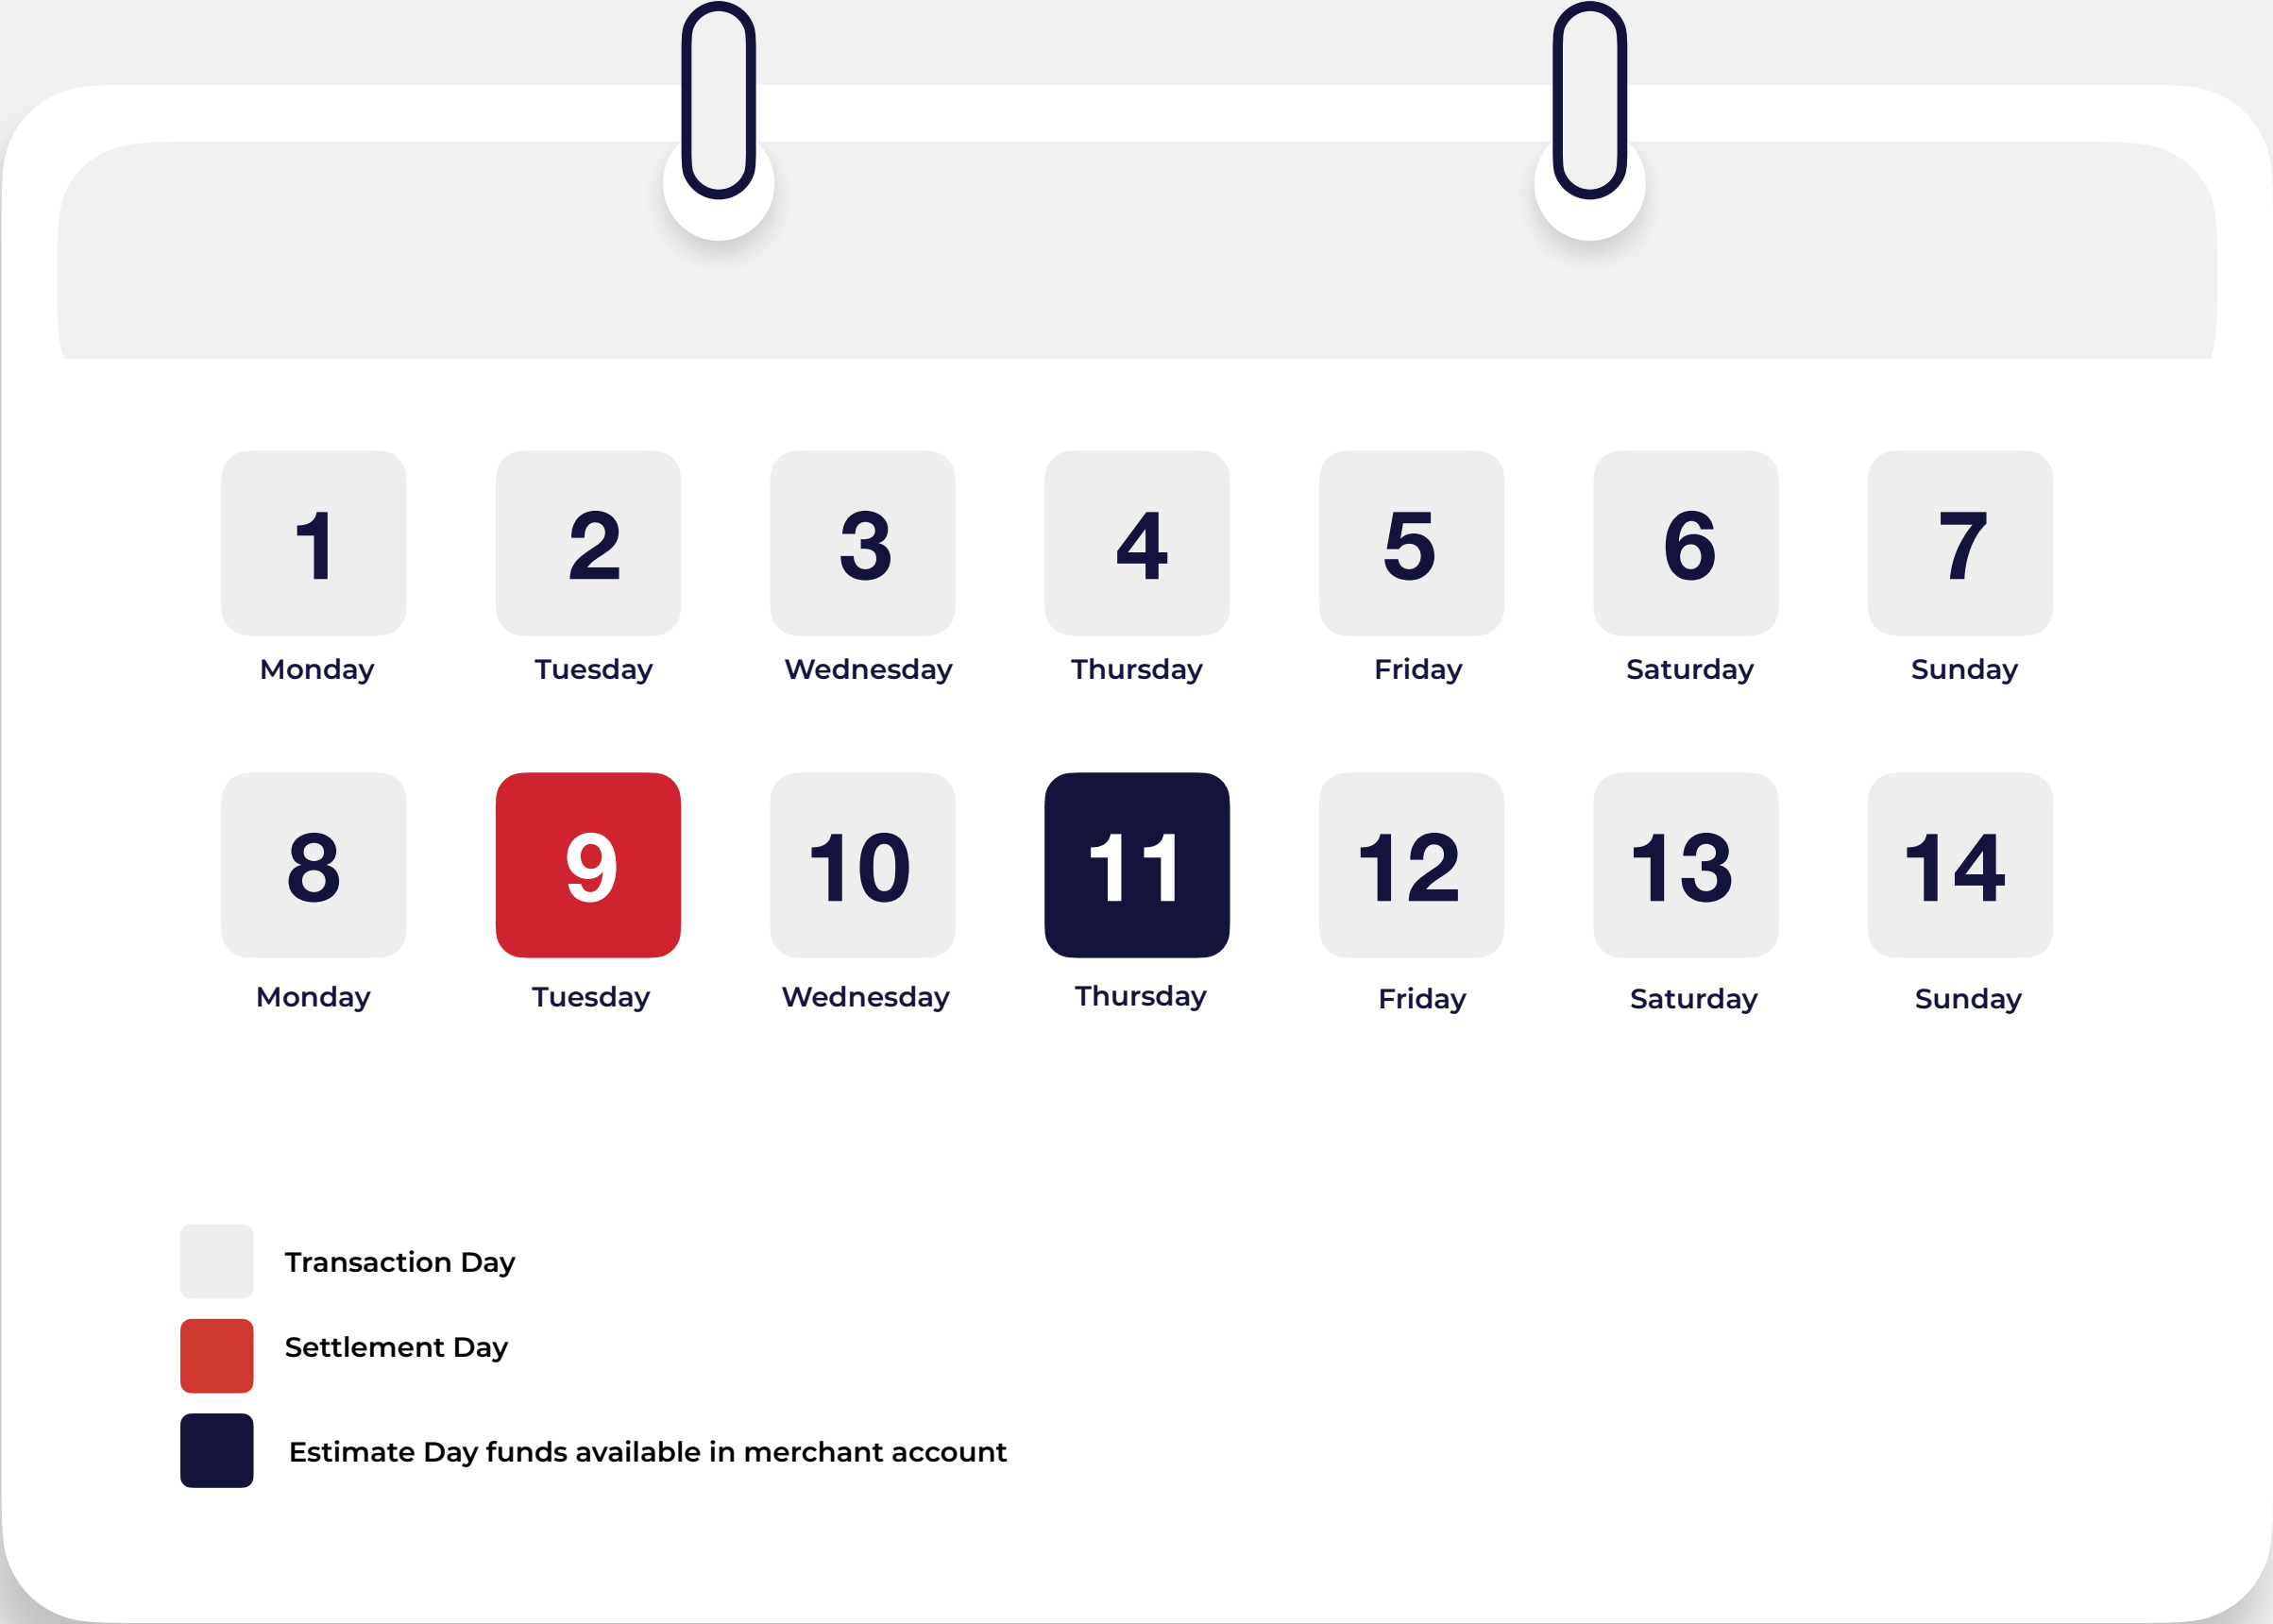 1 2 3 4 5 6 7
Monday Tuesday Wednesday Thursday Friday Saturday Sunday
8 9 10 11 12 13 14
Monday Tuesday Wednesday Thursday Friday Saturday Sunday
Transaction Day
Settlement Day
Estimate Day funds available in merchant account